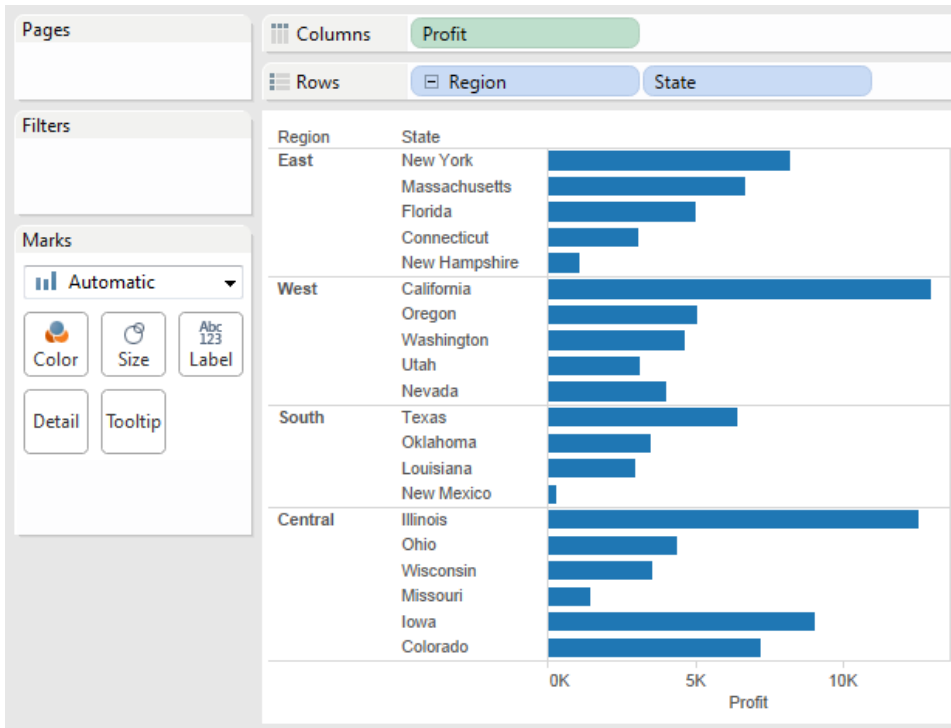 Pages
Columns Profit
Rows Region State
Filters
Marks
Automatic
Color Size Abc 123 Label
Detail Tooltip
Region State
East New York
Massachusetts
Florida
Connecticut
New Hampshire
West California
Oregon
Washington
Utah
Nevada
South Texas
Oklahoma
Louisiana
New Mexico
Central Illinois
Ohio
Wisconsin
Missouri
Iowa
Colorado
0K 5K 10K
Profit